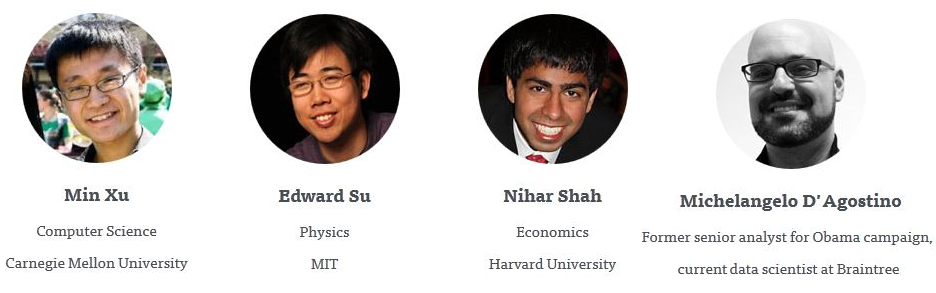 Min Xu
Computer Science
Carnegie Mellon University
Edward Su
Physics
MIT
Nihar Shah
Economics
Harvard University
Michelangelo D'Agostino
Former senior analyst for Obama campaign,
current data scientist at Braintree